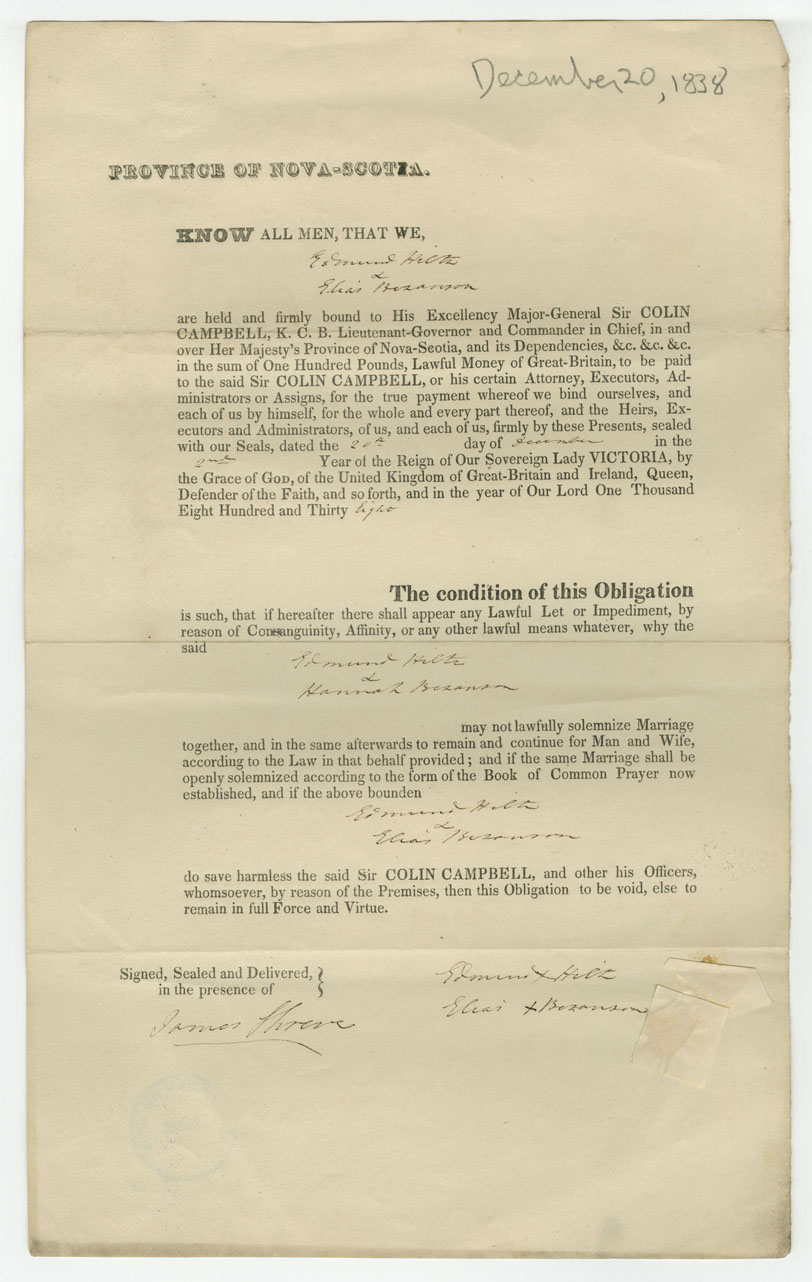 December 20, 1838
PROVINCE OF NOVA-SCOTIA.
KNOW ALL MEN, THAT WE,
Edmund Hiltz
&
Elias Bezanson
are held and firmly bound to His Excellency Major-General Sir COLIN
CAMPBELL, K. C. B. Lieutenant-Governor and Commander in Chief, in and
over Her Majesty's Province of Nova-Scotia, and its Dependencies, &c. &c. &c.
in the sum of One Hundred Pounds, Lawful Money of Great-Britain, to be paid
to the said Sir COLIN CAMPBELL, or his certain Attorney, Executors, Ad-
ministrators or Assigns, for the true payment whereof we bind ourselves, and
each of us by himself, for the whole and every part thereof, and the Heirs, Ex-
ecutors and Administrators, of us, and each of us, firmly by these Presents, sealed
with our Seals, dated the 20th day of December in the
2nd Year of the Reign of Our Sovereign Lady VICTORIA, by
the Grace of GOD, of the United Kingdom of Great-Britain and Ireland, Queen,
Defender of the Faith, and so forth, and in the year of Our Lord One Thousand
Eight Hundred and Thirty Eight
The condition of this Obligation
is such, that if hereafter there shall appear any Lawful Let or Impediment, by
reason of Consanguinity, Affinity, or any other lawful means whatever, why the
said
Edmund Hiltz
&
Hannah Bezanson
may not lawfully solemnize Marriage
together, and in the same afterwards to remain and continue for Man and Wife,
according to the Law in that behalf provided; and if the same Marriage shall be
openly solemnized according to the form of the Book of Common Prayer now
established, and if the above bounden
Edmund Hiltz
&
Elias Bezanson
do save harmless the said Sir COLIN CAMPBELL, and other his Officers,
whomsoever, by reason of the Premises, then this Obligation to be void, else to
remain in full Force and Virtue.
Signed, Sealed and Delivered,
in the presence of
James Shreve
Edmund x Hiltz
Elias x Bezanson